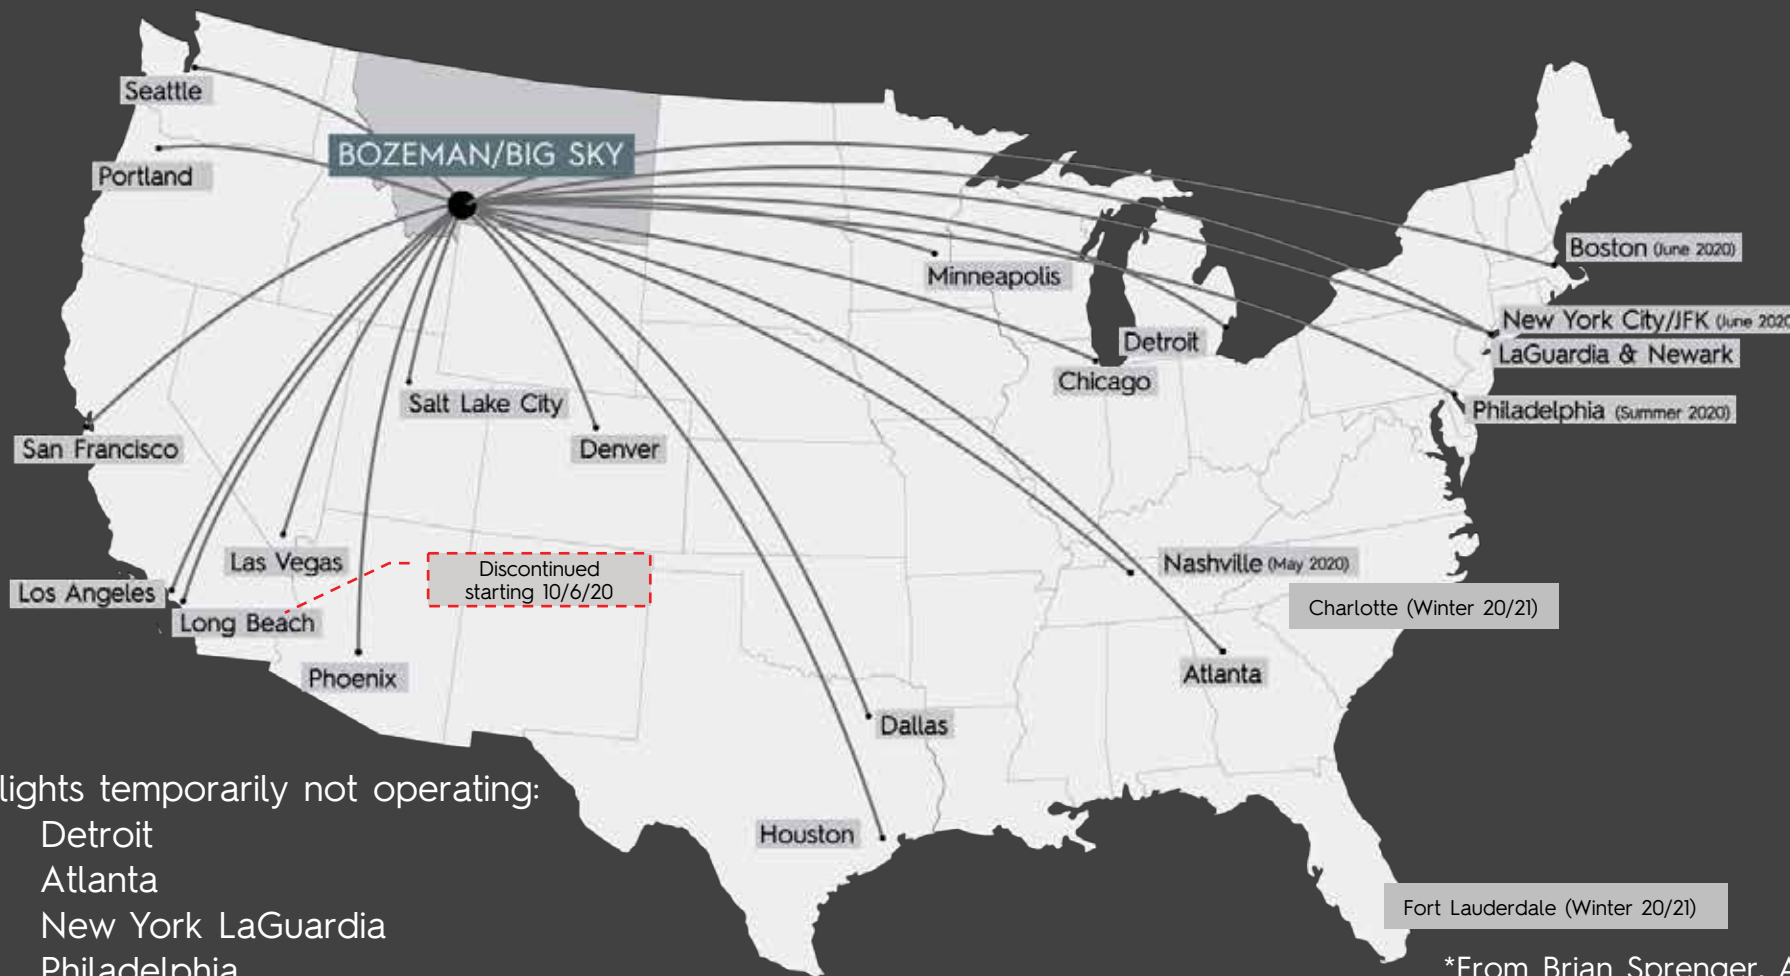 Seattle
BOZEMAN/BIG SKY
Portland
Boston (June 2020)
Minneapolis
New York City/JFK (June 2020
Detroit
LaGuardia & Newark
Chicago
Salt Lake City
Philadelphia (Summer 2020)
San Francisco
Denver
Las Vegas
Discontinued
starting 10/6/20
Nashville (May 2020)
Los Angeles
Long Beach
Charlotte (Winter 20/21)
Phoenix
Atlanta
Dallas
lights temporarily not operating:
Detroit
Houston
Atlanta
Fort Lauderdale (Winter 20/21)
New York LaGuardia
Philadelphia
*From Brian Sprenger, A